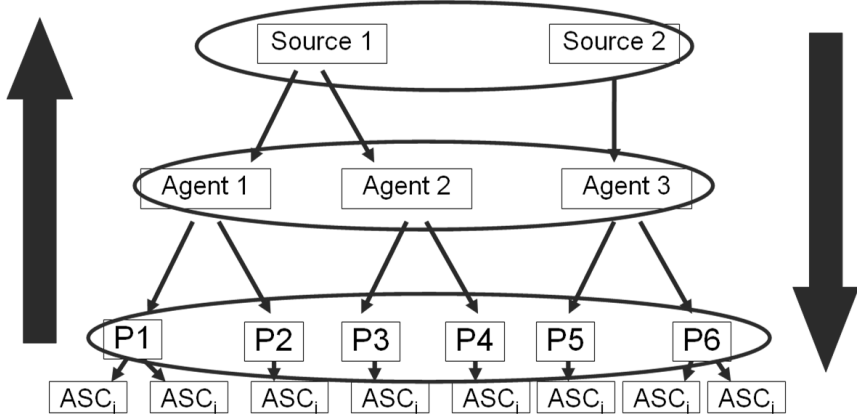 Source 1 Source 2
Agent 1 Agent 2 Agent 3
P1 P2 P3 P4 P5 P6
ASCi ASCi ASCi ASCi ASCi ASCi ASCi ASCi